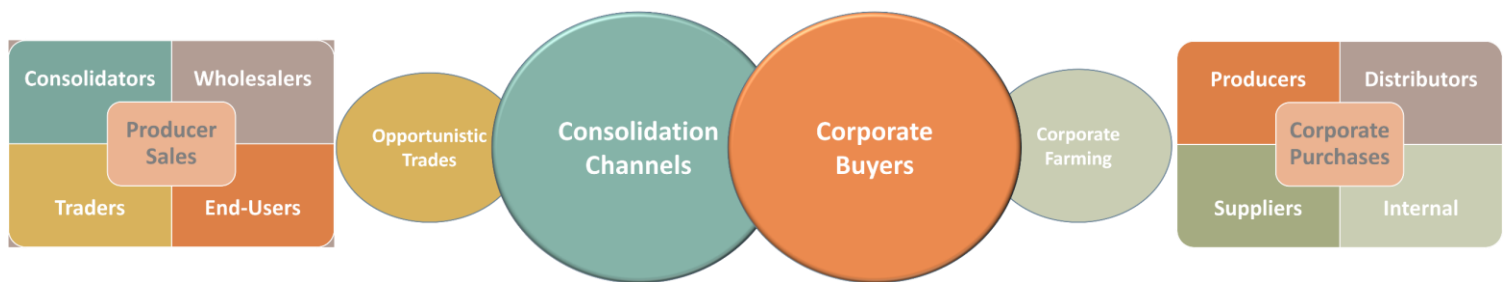 Consolidators
Wholesalers
Producer
Sales
Traders
End-Users
Opportunistic
Trades
Consolidation
Channels
Corporate
Buyers
Corporate
Farming
Producers
Distributors
Corporate
Purchases
Suppliers
Internal